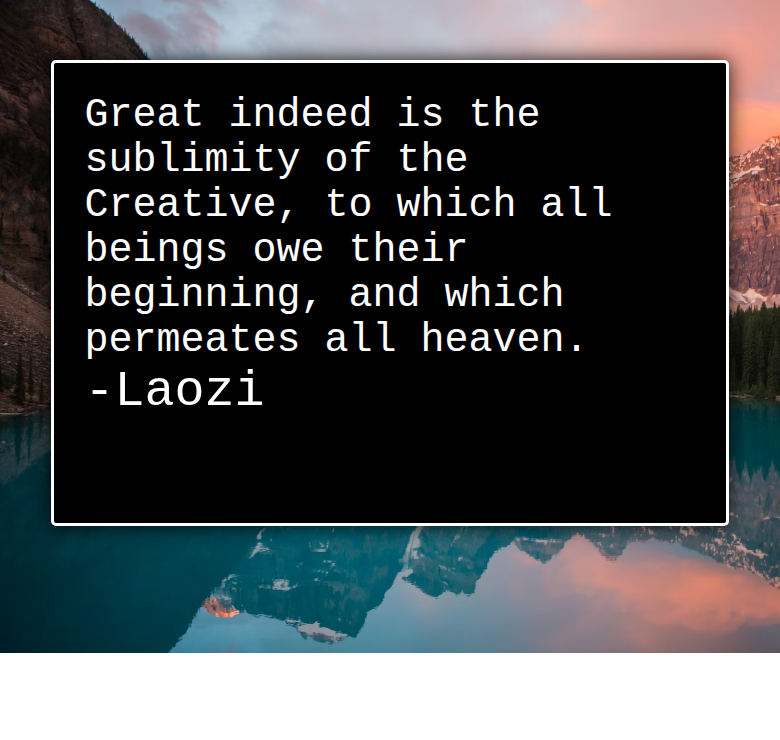 Great indeed is the
sublimity of the
Creative, to which all
beings owe their
beginning, and which
permeates all heaven.
-Laozi